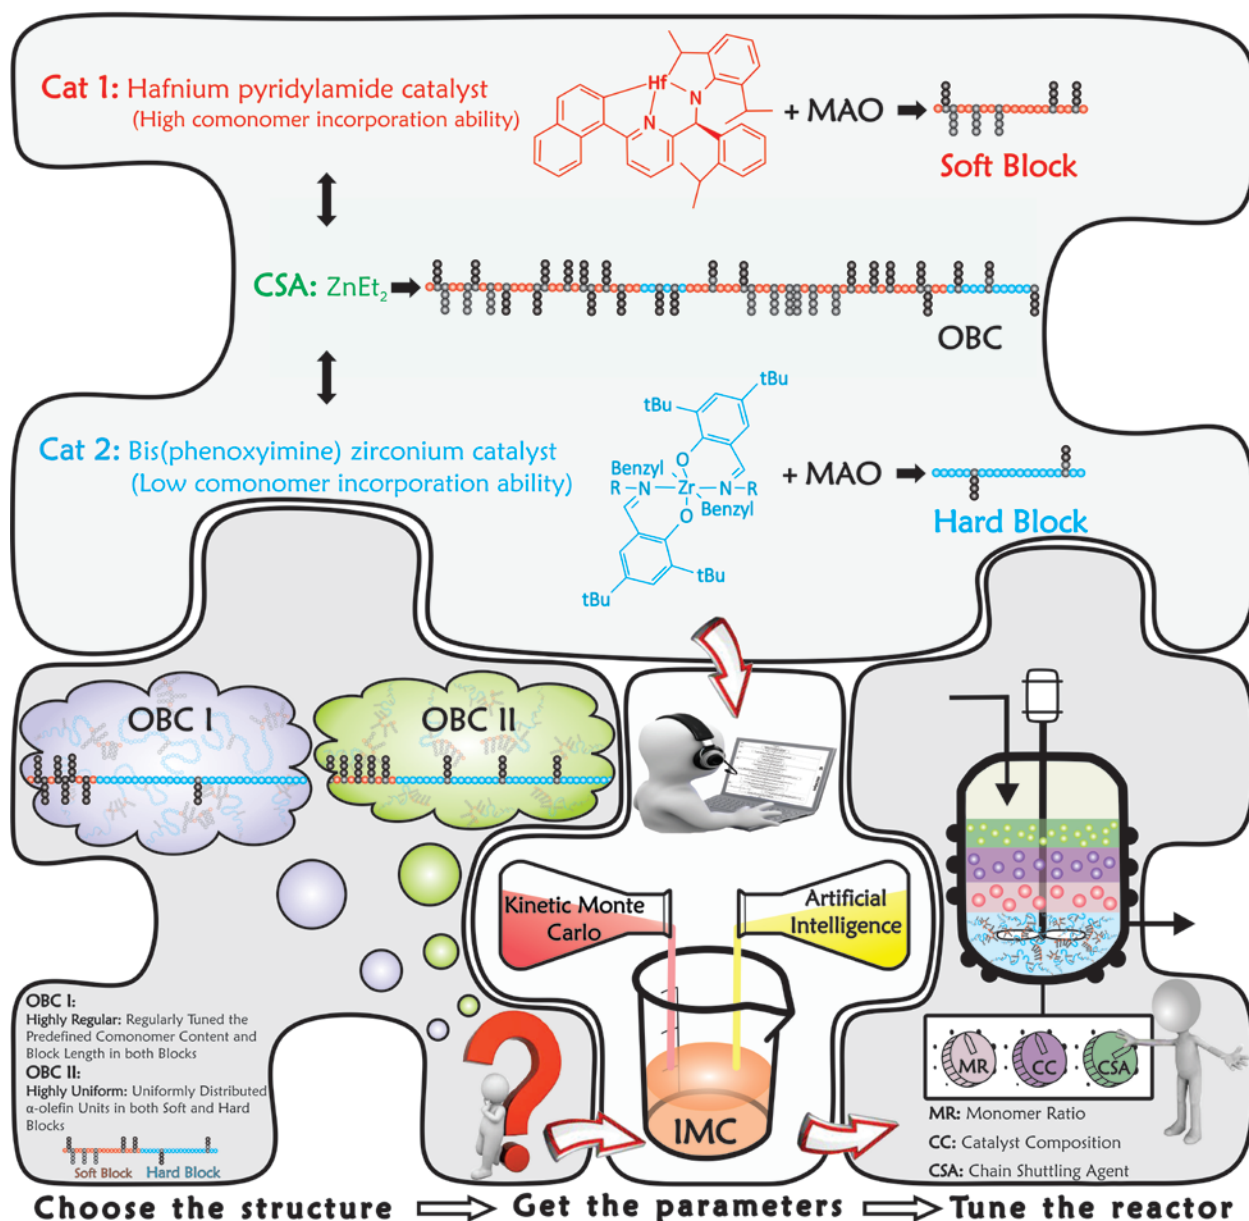 Cat 1: Hafnium pyridylamide catalyst
(High comonomer incorporation ability)
Hf
N
N
+ MAO
Soft Block
CSA: ZnEt₂
OBC
Cat 2: Bis(phenoxyimine) zirconium catalyst
(Low comonomer incorporation ability)
tBu
tBu
O
Benzyl
R
N
Zr
N
R
Benzyl
O
tBu
tBu
+ MAO
Hard Block
OBC I
OBC II
Kinetic Monte
Carlo
Artificial
Intelligence
IMC
OBC I:
Highly Regular: Regularly Tuned the
Predefined Comonomer Content and
Block Length in both Blocks
OBC II:
Highly Uniform: Uniformly Distributed
α-olefin Units in both Soft and Hard
Blocks
Soft Block
Hard Block
?
MR
CC
CSA
MR: Monomer Ratio
CC: Catalyst Composition
CSA: Chain Shuttling Agent
Choose the structure
Get the parameters
Tune the reactor